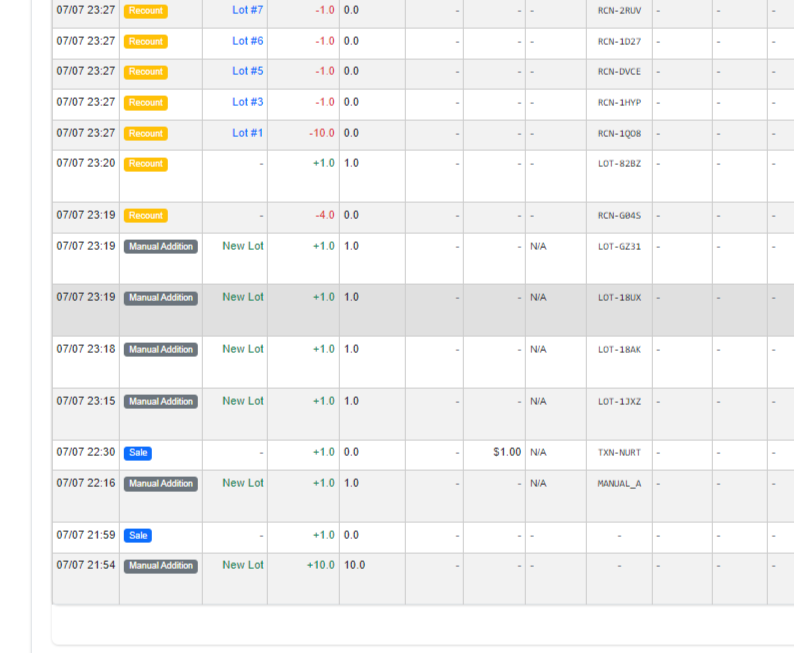 07/07 23:27 Recount Lot #7 -1.0 0.0 - - - RCN-2RUV - - -
07/07 23:27 Recount Lot #6 -1.0 0.0 - - - RCN-1D27 - - -
07/07 23:27 Recount Lot #5 -1.0 0.0 - - - RCN-DVCE - - -
07/07 23:27 Recount Lot #3 -1.0 0.0 - - - RCN-1HYP - - -
07/07 23:27 Recount Lot #1 -10.0 0.0 - - - RCN-1QO8 - - -
07/07 23:20 Recount - +1.0 1.0 - - - LOT-82BZ - - -
07/07 23:19 Recount - -4.0 0.0 - - - RCN-G04S - - -
07/07 23:19 Manual Addition New Lot +1.0 1.0 - - N/A LOT-GZ31 - - -
07/07 23:19 Manual Addition New Lot +1.0 1.0 - - N/A LOT-18UX - - -
07/07 23:18 Manual Addition New Lot +1.0 1.0 - - N/A LOT-18AK - - -
07/07 23:15 Manual Addition New Lot +1.0 1.0 - - N/A LOT-1JXZ - - -
07/07 22:30 Sale - +1.0 0.0 - $1.00 N/A TXN-NURT - - -
07/07 22:16 Manual Addition New Lot +1.0 1.0 - - N/A MANUAL_A - - -
07/07 21:59 Sale - +1.0 0.0 - - - - - - -
07/07 21:54 Manual Addition New Lot +10.0 10.0 - - - - - - -